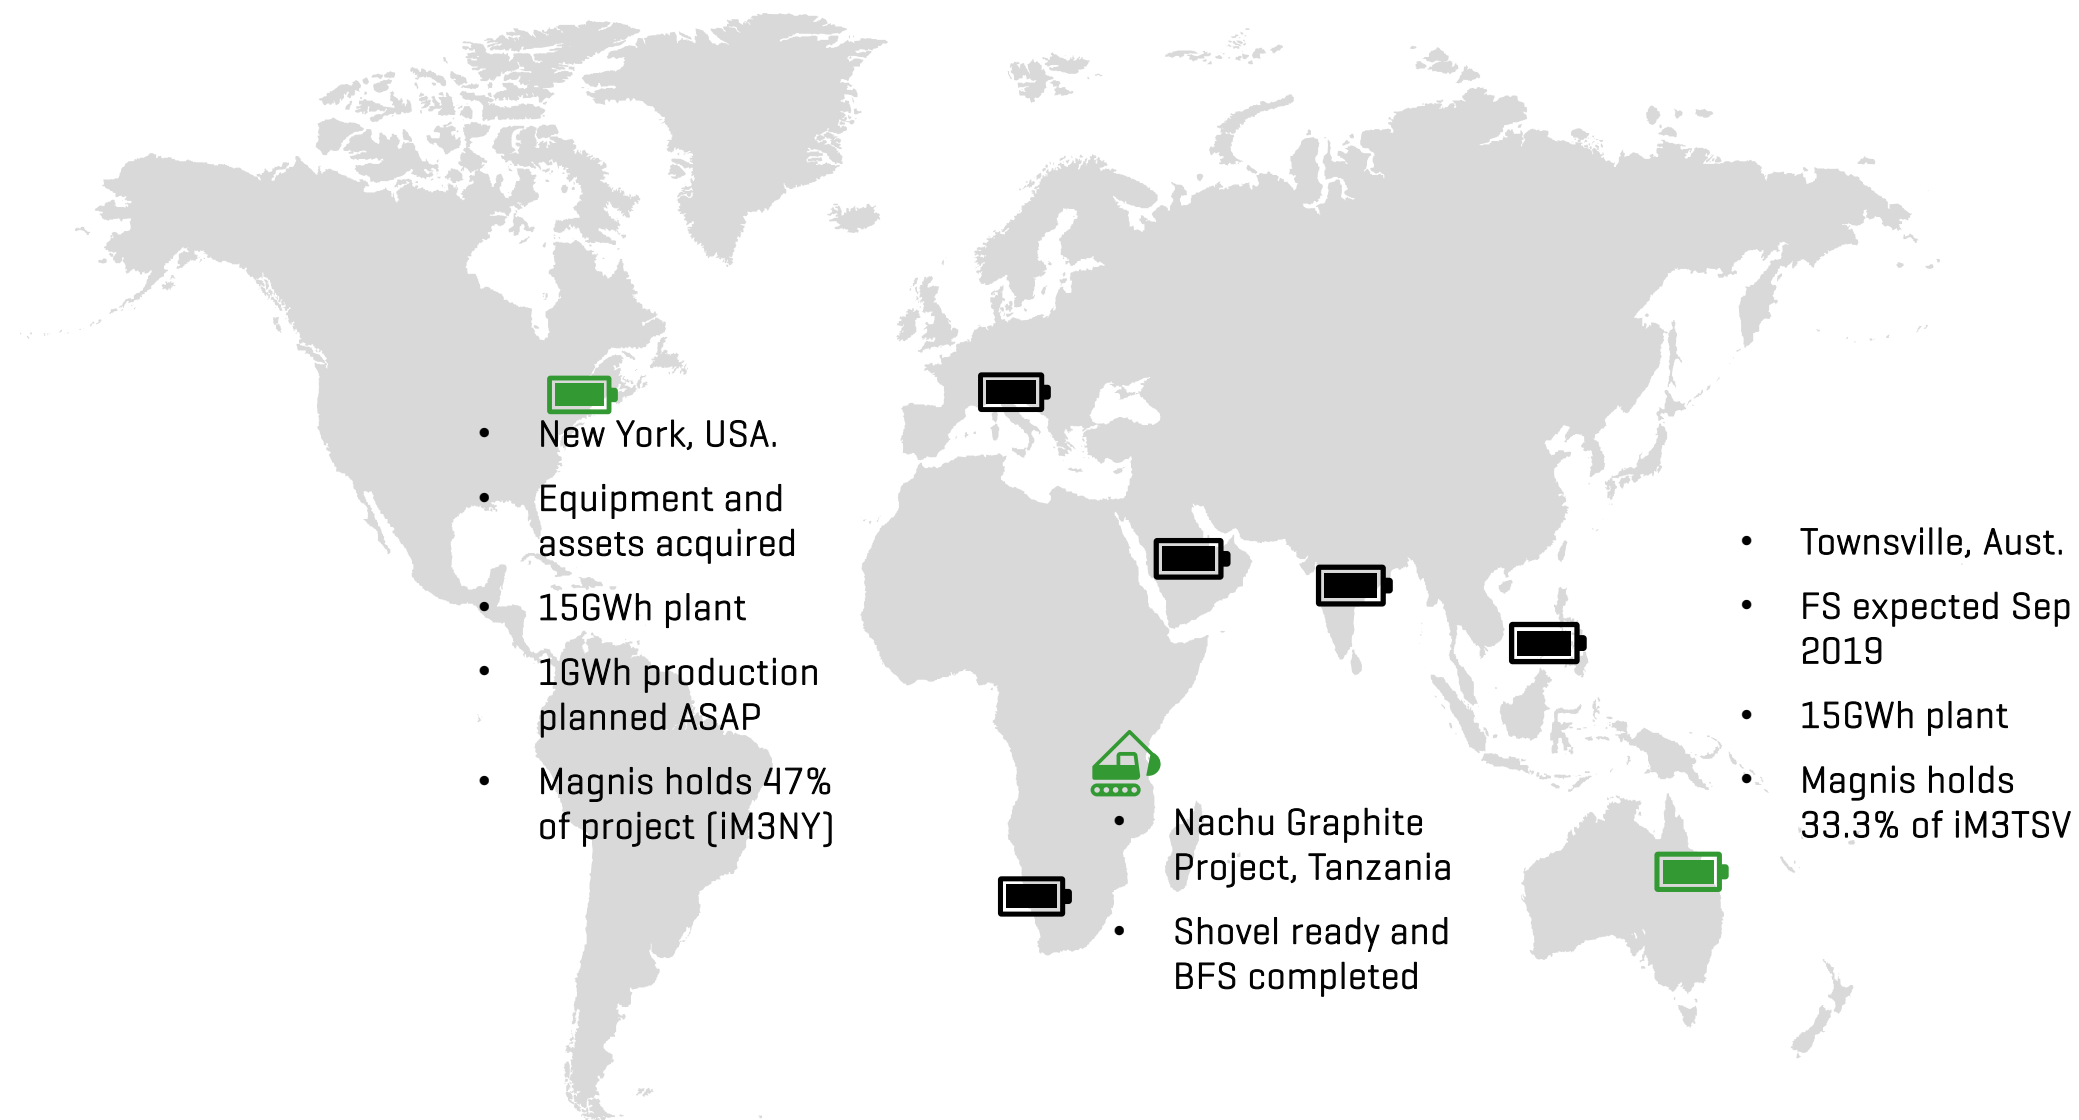 • New York, USA.
• Equipment and
assets acquired
• 15GWh plant
• 1GWh production
planned ASAP
• Magnis holds 47%
of project (iM3NY)
• Nachu Graphite
Project, Tanzania
• Shovel ready and
BFS completed
• Townsville, Aust.
• FS expected Sep
2019
• 15GWh plant
• Magnis holds
33.3% of iM3TSV